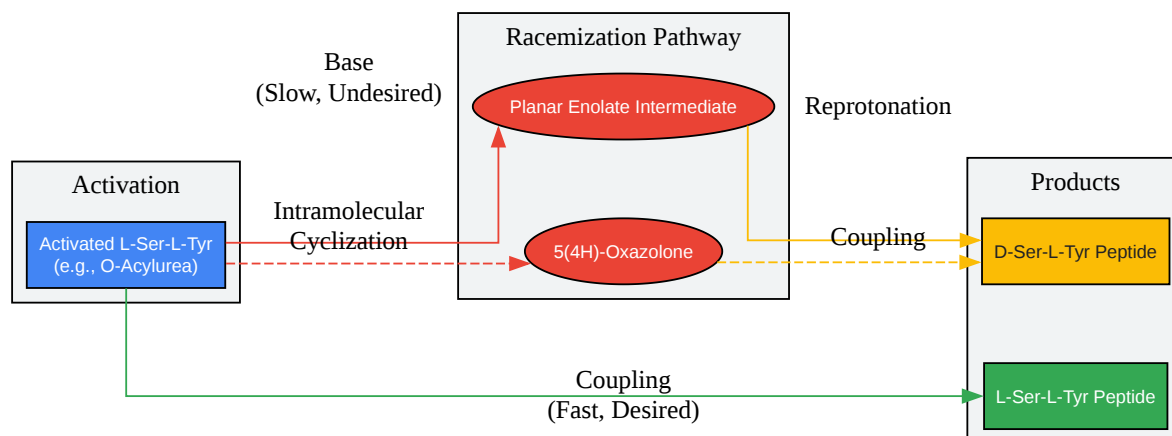 Racemization Pathway
Base
(Slow, Undesired)
Planar Enolate Intermediate
Reprotonation
Activation
Products
Intramolecular
Cyclization
Activated L-Ser-L-Tyr
(e.g., O-Acylurea)
5(4H)-Oxazolone
Coupling
D-Ser-L-Tyr Peptide
Coupling
(Fast, Desired)
L-Ser-L-Tyr Peptide